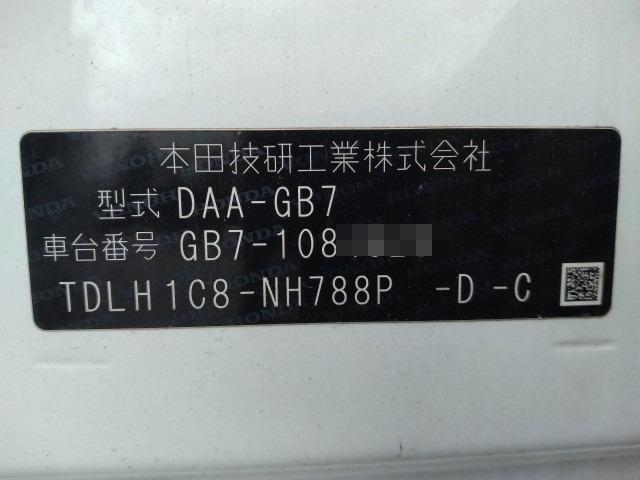 本田技研工業株式会社
型式 DAA-GB7
車台番号 GB7-108
TDLH1C8-NH788P -D -C